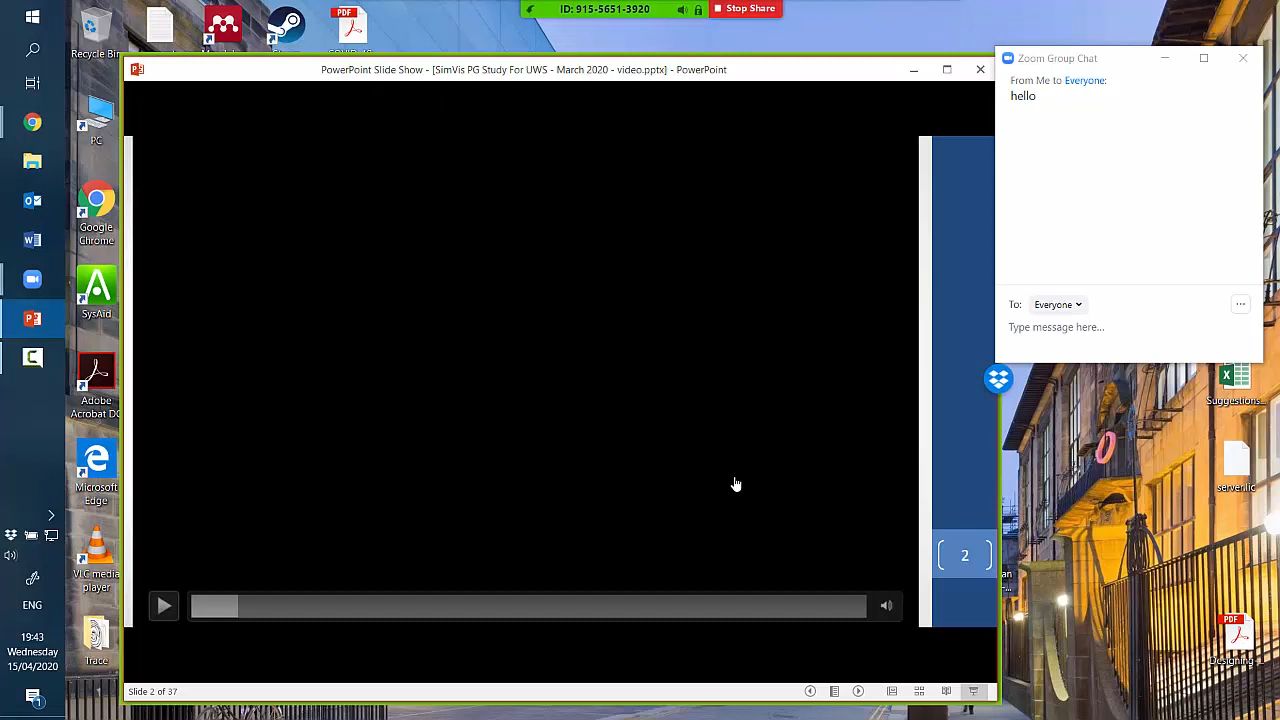 ID: 915-5651-3920
Stop Share
Recycle Bin
PDF
PowerPoint Slide Show - [SimVis PG Study For UWS - March 2020 - video.pptx] - PowerPoint
Zoom Group Chat
From Me to Everyone:
hello
To: Everyone
Type message here...
PC
Google
Chrome
SysAid
Adobe
Acrobat DC
Microsoft
Edge
VLC media
player
Trace
Suggestions...
PDF
Designing ...
2
Slide 2 of 37
ENG
19:43
Wednesday
15/04/2020